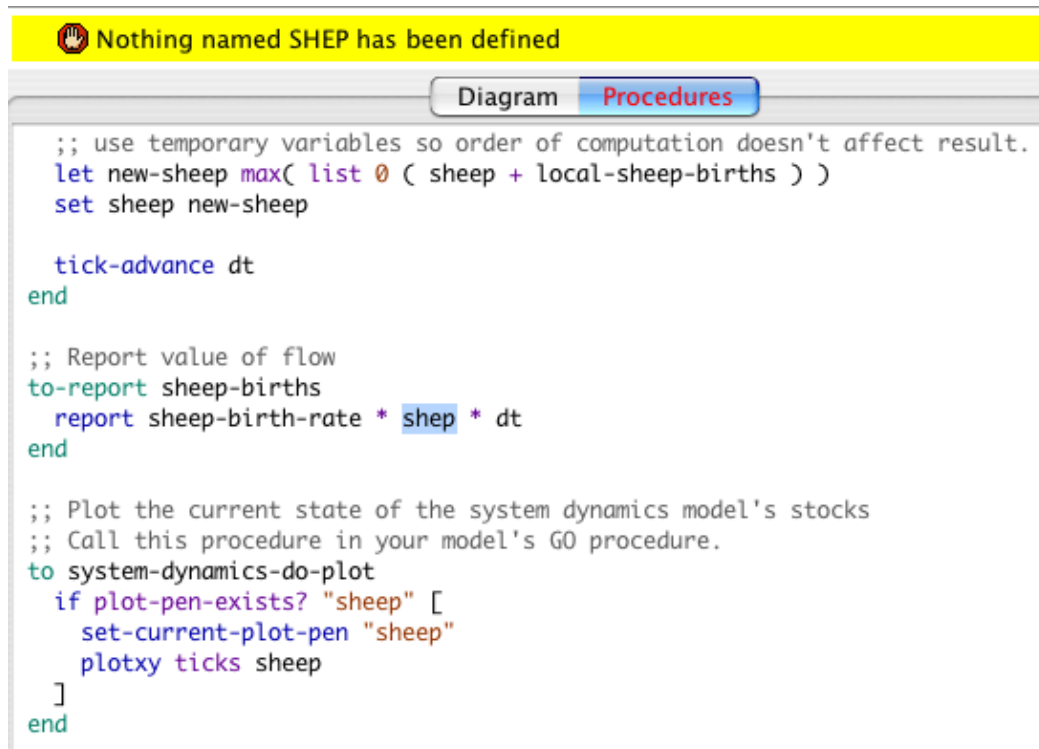 Nothing named SHEP has been defined
Diagram Procedures
;; use temporary variables so order of computation doesn't affect result.
let new-sheep max( list 0 ( sheep + local-sheep-births ) )
set sheep new-sheep
tick-advance dt
end
;; Report value of flow
to-report sheep-births
report sheep-birth-rate * shep * dt
end
;; Plot the current state of the system dynamics model's stocks
;; Call this procedure in your model's GO procedure.
to system-dynamics-do-plot
if plot-pen-exists? "sheep" [
set-current-plot-pen "sheep"
plotxy ticks sheep
]
end